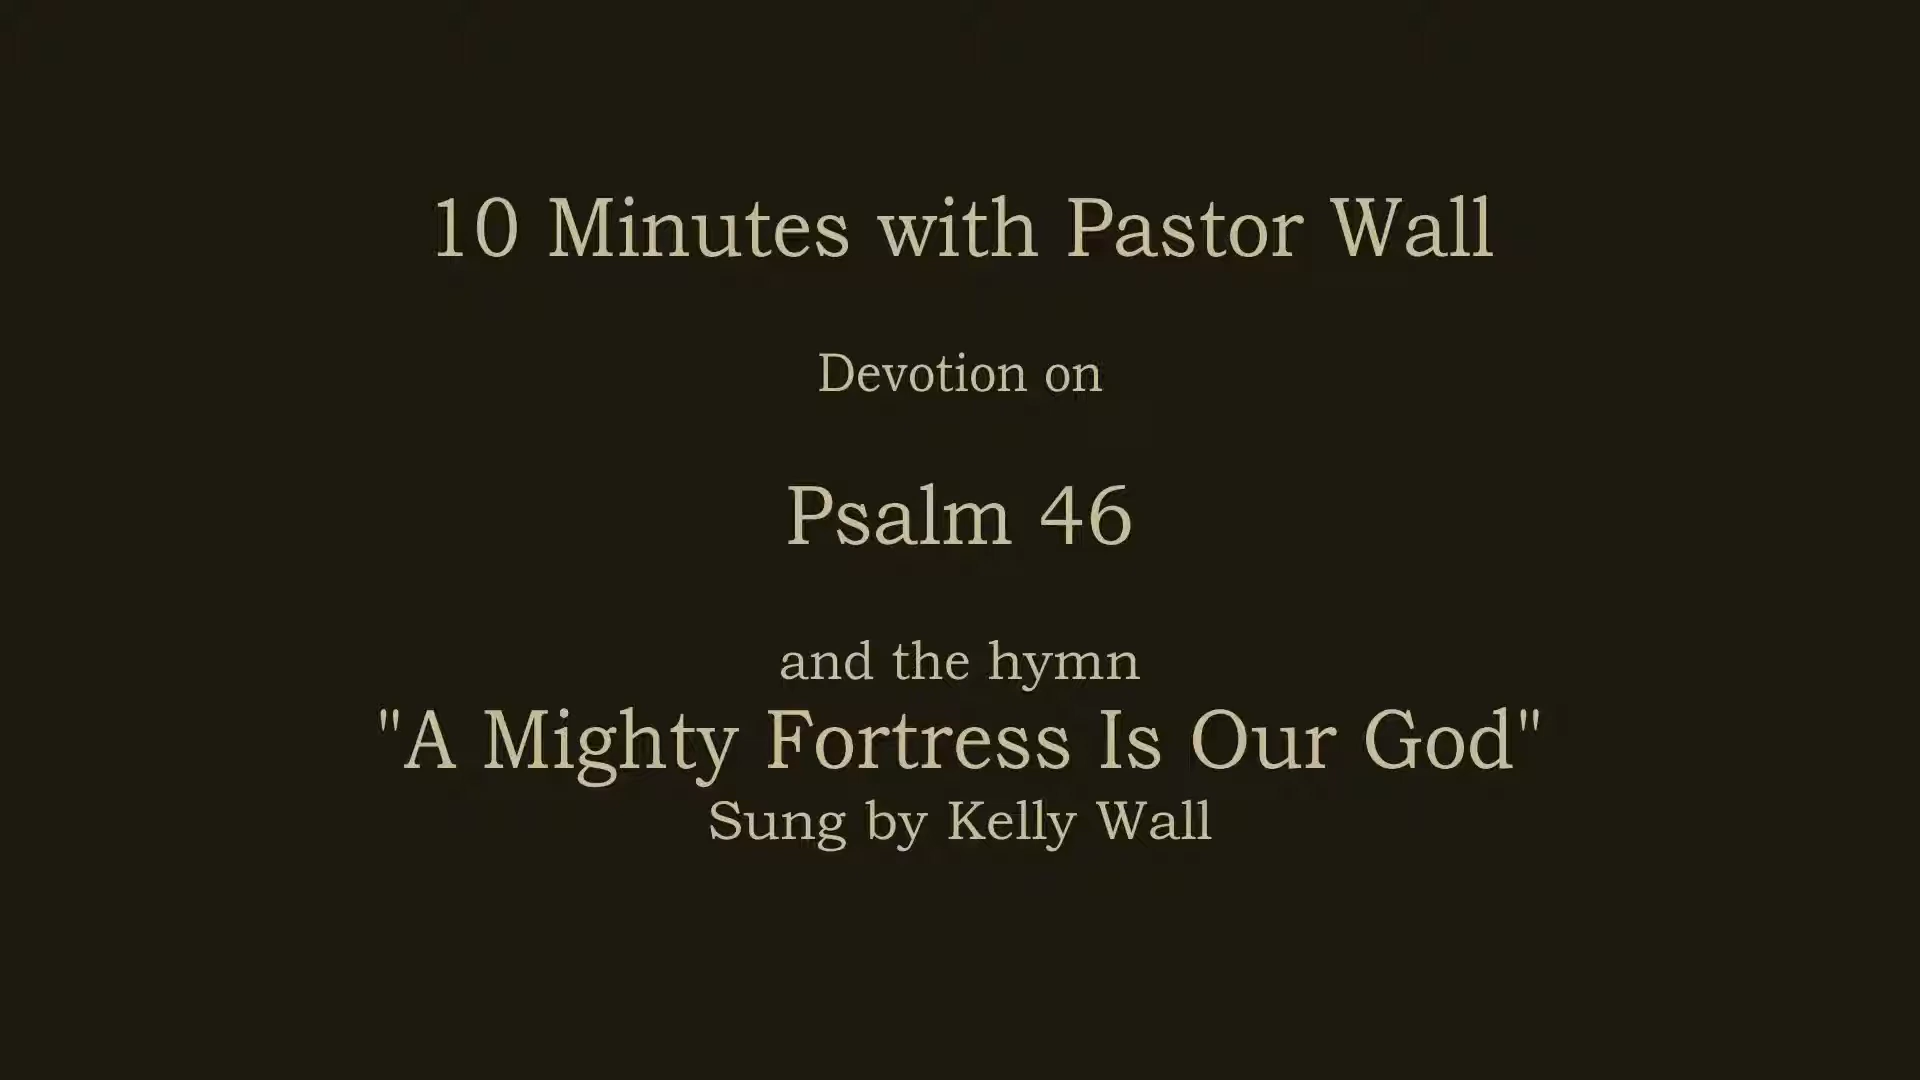 10 Minutes with Pastor Wall
Devotion on
Psalm 46
and the hymn
"A Mighty Fortress Is Our God"
Sung by Kelly Wall